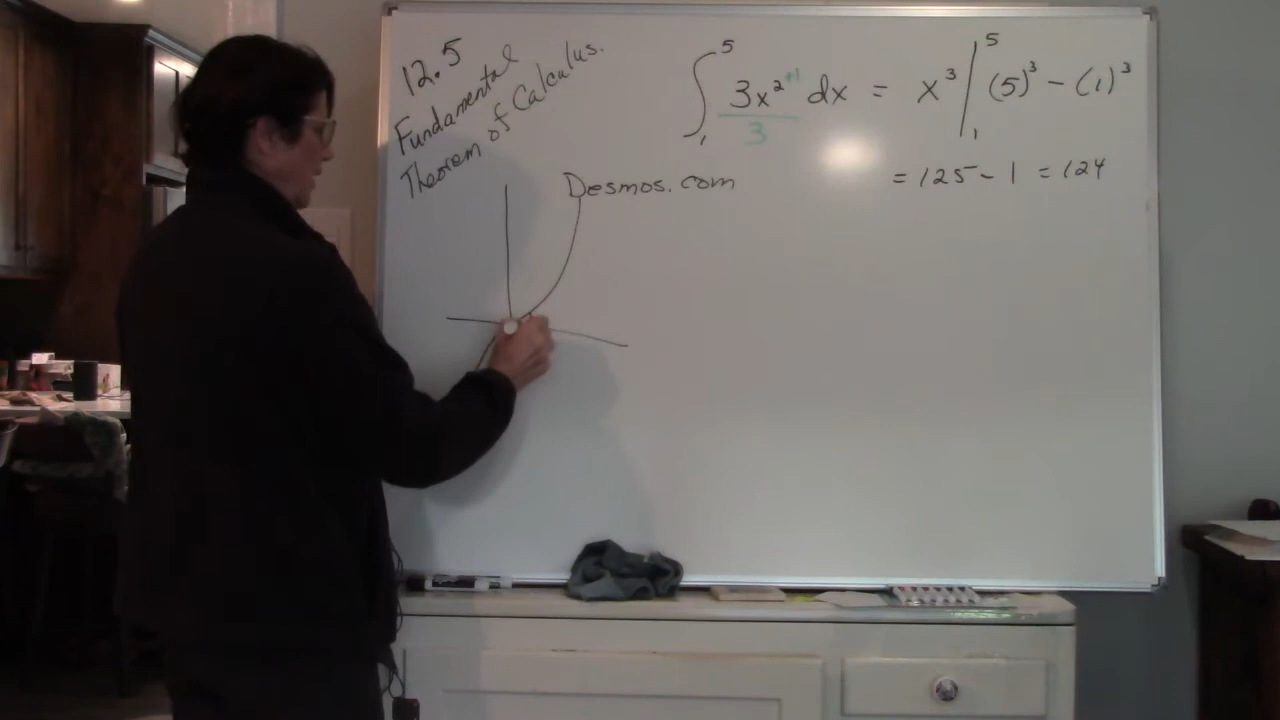 12.5
Fundamental
Theorem of Calculus.
Desmos.com
∫₁⁵ 3x²⁺¹/3 dx = x³ |₁⁵ (5)³ - (1)³
= 125 - 1 = 124